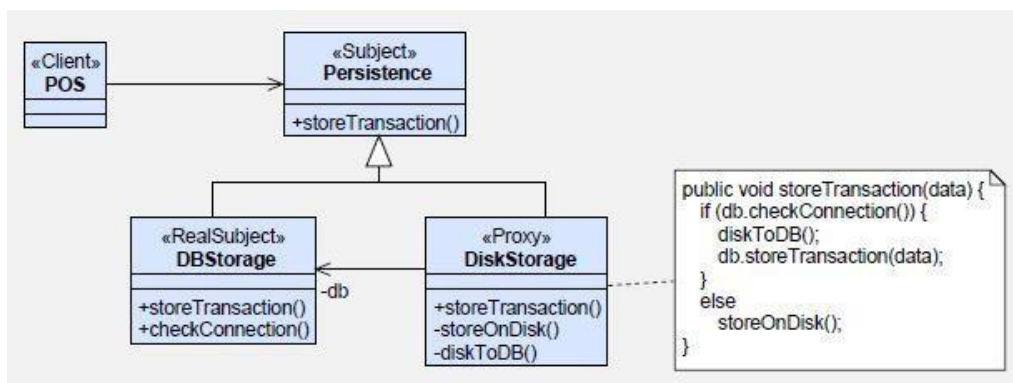 «Client»
POS
«Subject»
Persistence
+storeTransaction()
«RealSubject»
DBStorage
+storeTransaction()
+checkConnection()
-db
«Proxy»
DiskStorage
+storeTransaction()
-storeOnDisk()
-diskToDB()
public void storeTransaction(data) {
if (db.checkConnection()) {
diskToDB();
db.storeTransaction(data);
}
else
storeOnDisk();
}